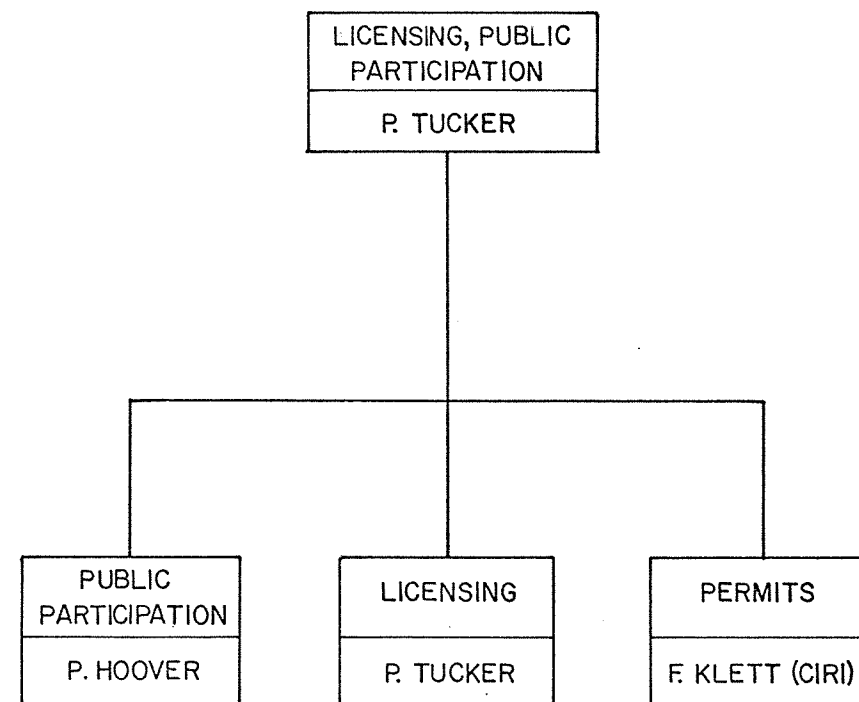 LICENSING, PUBLIC
PARTICIPATION
P. TUCKER
PUBLIC
PARTICIPATION
P. HOOVER
LICENSING
P. TUCKER
PERMITS
F. KLETT (CIRI)